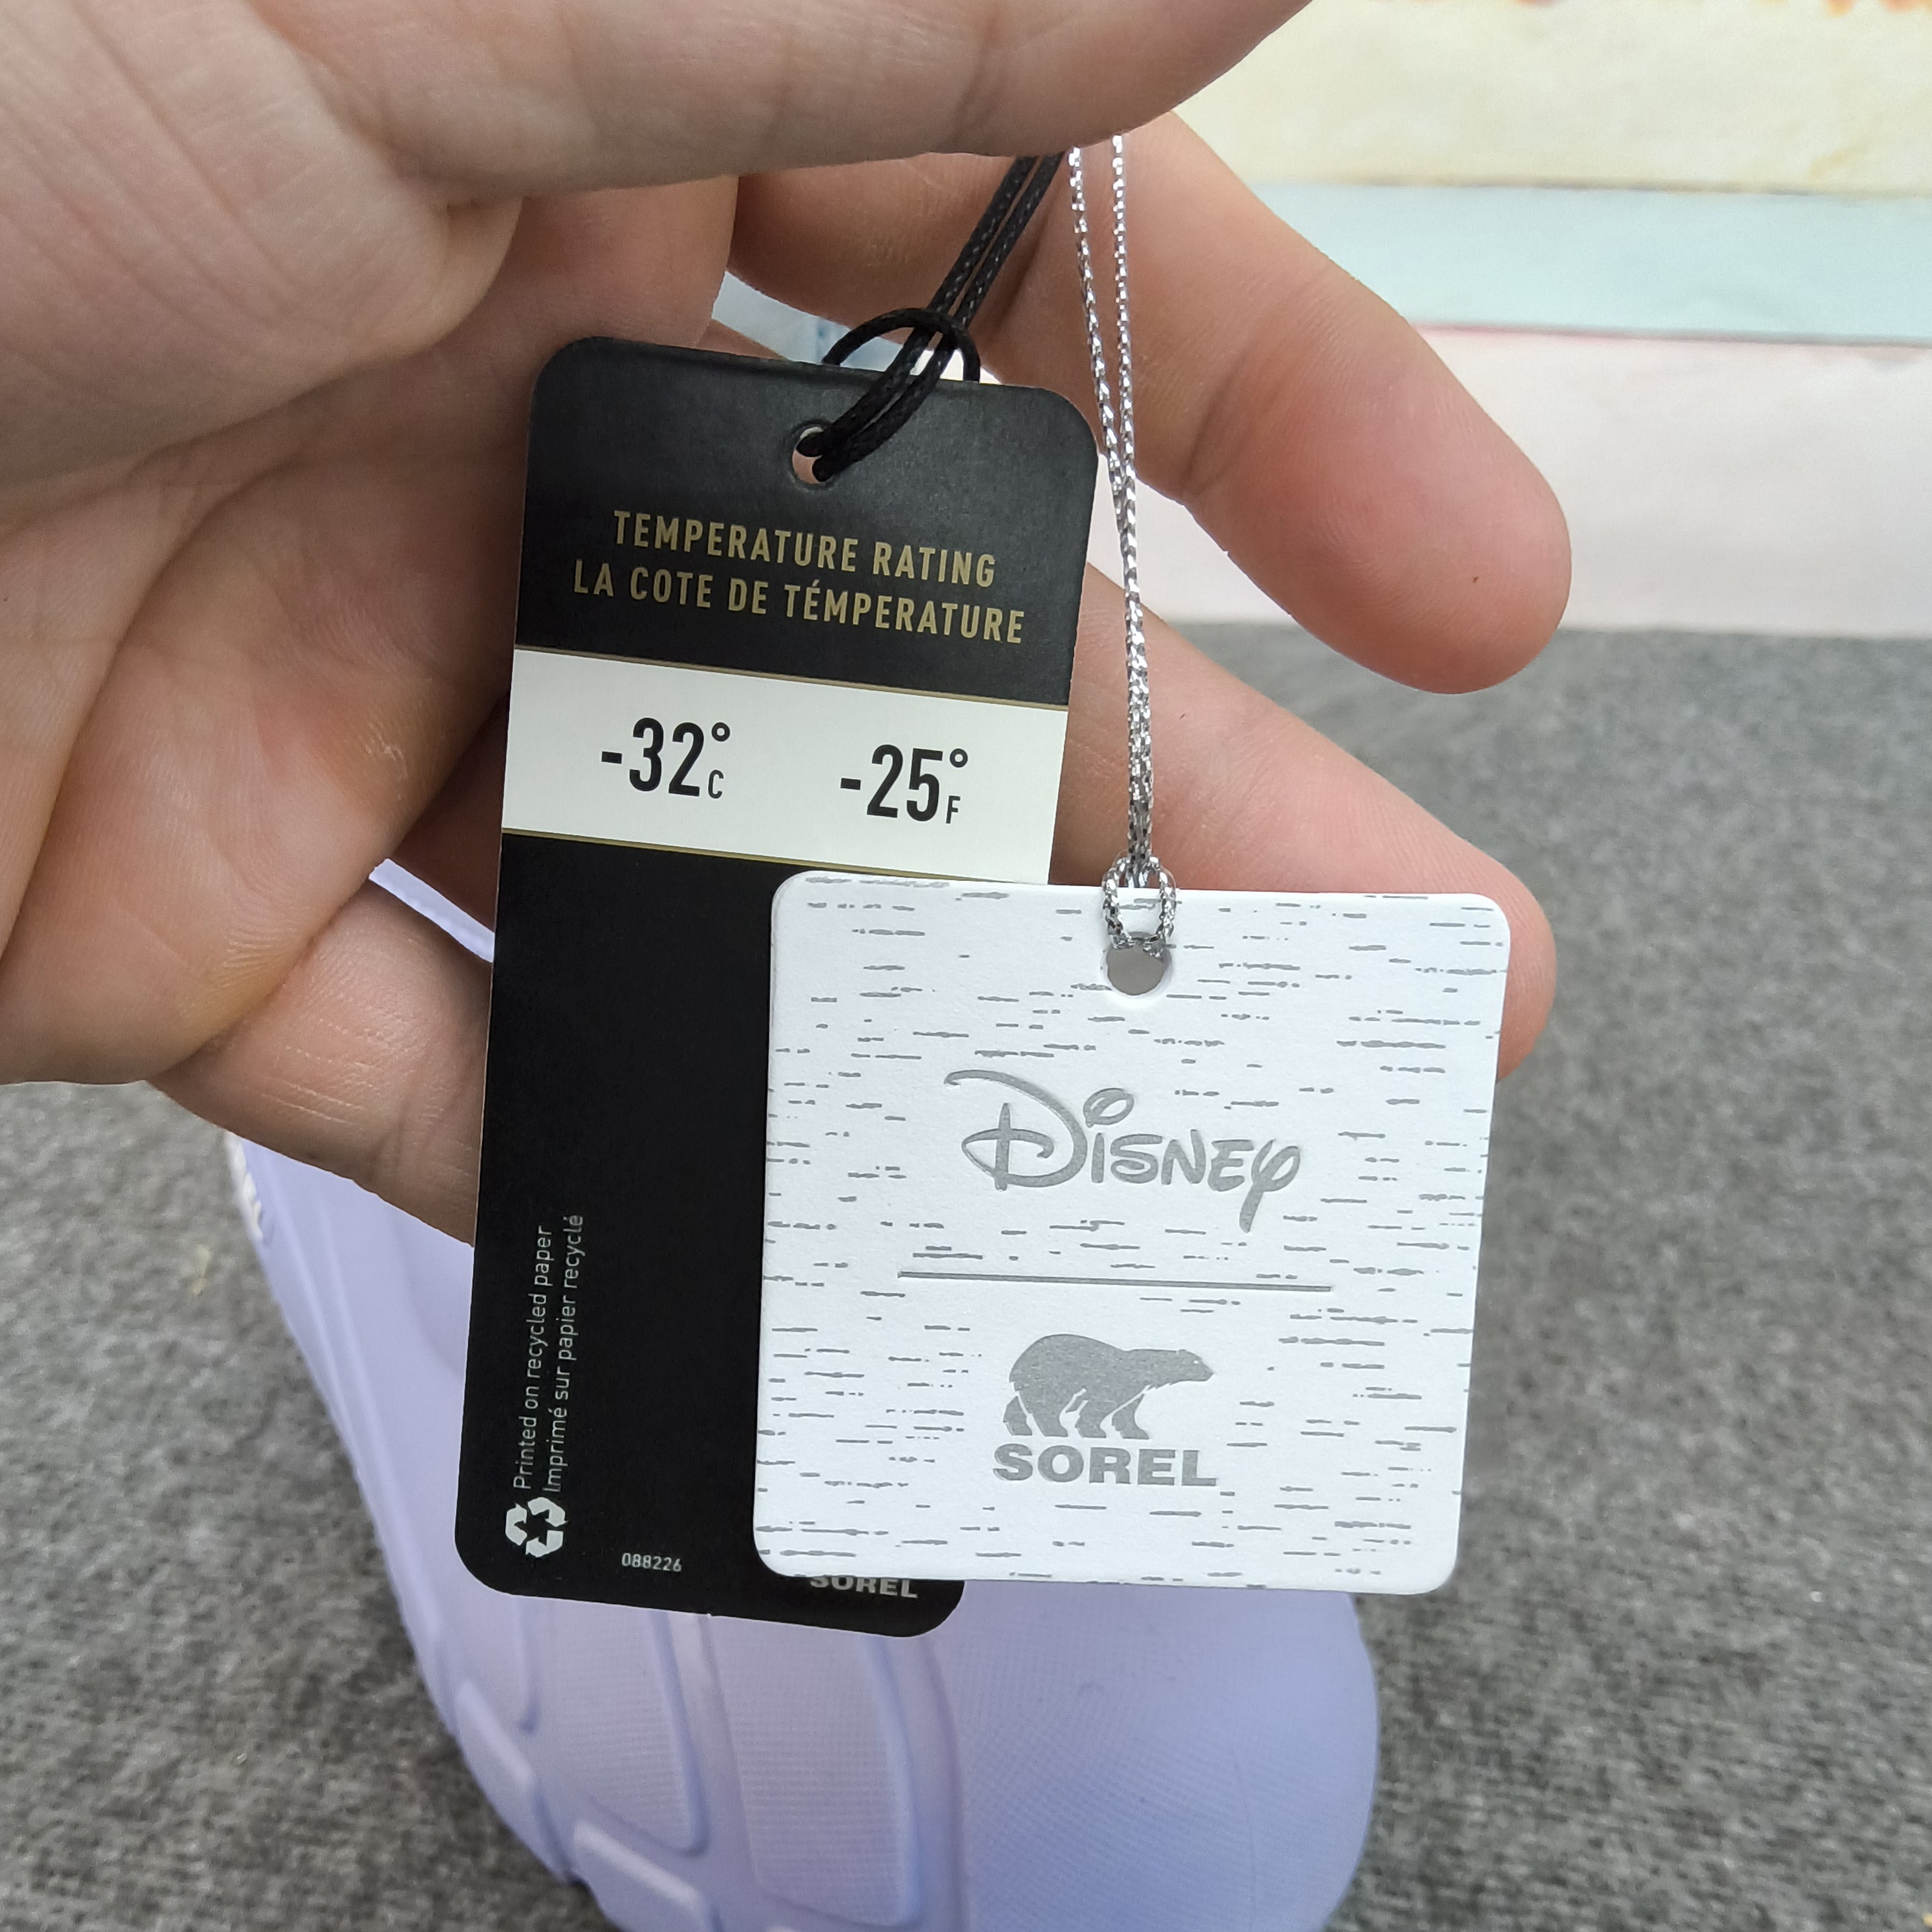 TEMPERATURE RATING
LA COTE DE TÉMPERATURE
-32°C -25°F
Printed on recycled paper
Imprimé sur papier recyclé
088226
SOREL
Disney
SOREL